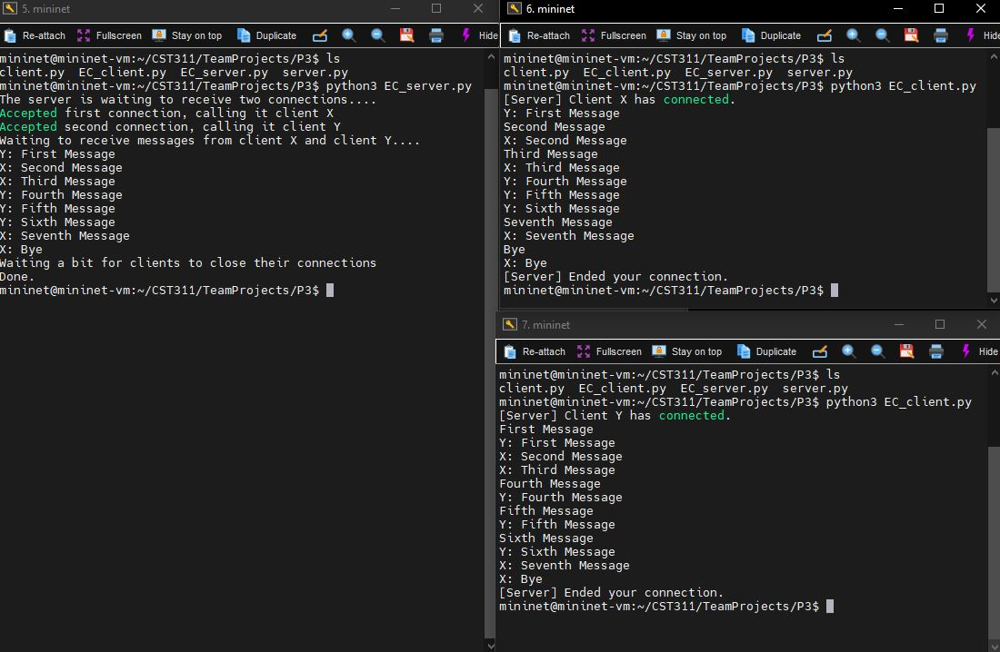 5. mininet
Re-attach Fullscreen Stay on top Duplicate Hide
mininet@mininet-vm:~/CST311/TeamProjects/P3$ ls
client.py  EC_client.py  EC_server.py  server.py
mininet@mininet-vm:~/CST311/TeamProjects/P3$ python3 EC_server.py
The server is waiting to receive two connections....
Accepted first connection, calling it client X
Accepted second connection, calling it client Y
Waiting to receive messages from client X and client Y....
Y: First Message
X: Second Message
X: Third Message
Y: Fourth Message
Y: Fifth Message
Y: Sixth Message
X: Seventh Message
X: Bye
Waiting a bit for clients to close their connections
Done.
mininet@mininet-vm:~/CST311/TeamProjects/P3$
6. mininet
Re-attach Fullscreen Stay on top Duplicate Hide
mininet@mininet-vm:~/CST311/TeamProjects/P3$ ls
client.py  EC_client.py  EC_server.py  server.py
mininet@mininet-vm:~/CST311/TeamProjects/P3$ python3 EC_client.py
[Server] Client X has connected.
Y: First Message
Second Message
X: Second Message
Third Message
X: Third Message
Y: Fourth Message
Y: Fifth Message
Y: Sixth Message
Seventh Message
X: Seventh Message
Bye
X: Bye
[Server] Ended your connection.
mininet@mininet-vm:~/CST311/TeamProjects/P3$
7. mininet
Re-attach Fullscreen Stay on top Duplicate Hide
mininet@mininet-vm:~/CST311/TeamProjects/P3$ ls
client.py  EC_client.py  EC_server.py  server.py
mininet@mininet-vm:~/CST311/TeamProjects/P3$ python3 EC_client.py
[Server] Client Y has connected.
First Message
Y: First Message
X: Second Message
X: Third Message
Fourth Message
Y: Fourth Message
Fifth Message
Y: Fifth Message
Sixth Message
Y: Sixth Message
X: Seventh Message
X: Bye
[Server] Ended your connection.
mininet@mininet-vm:~/CST311/TeamProjects/P3$